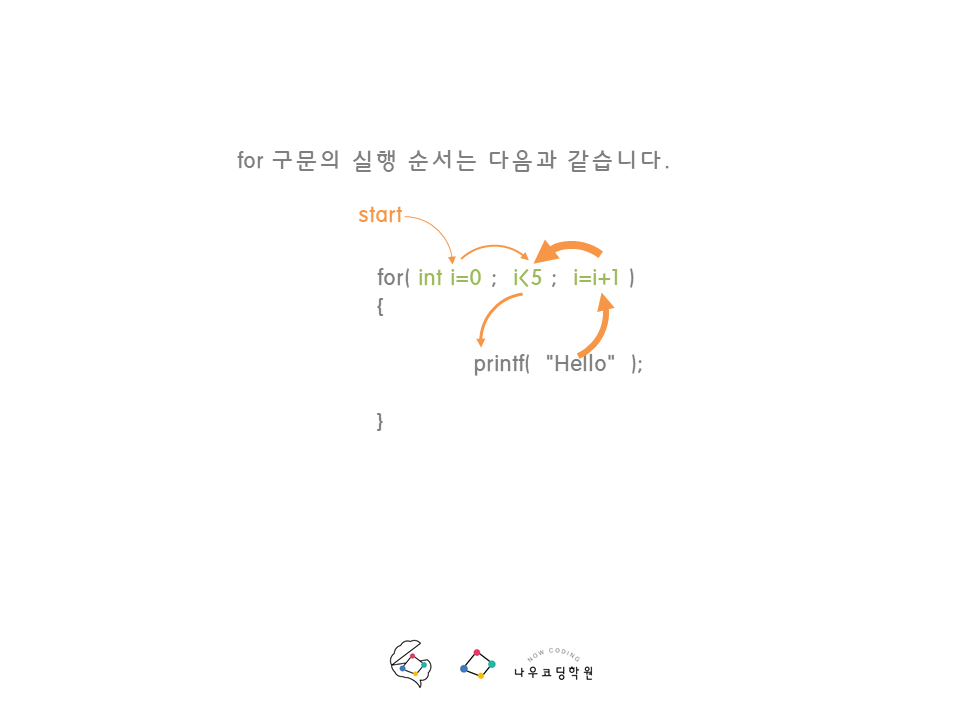 for 구문의 실행 순서는 다음과 같습니다.
start
for( int i=0 ; i<5 ; i=i+1 )
{
printf( "Hello" );
}
NOW CODING
나우코딩학원